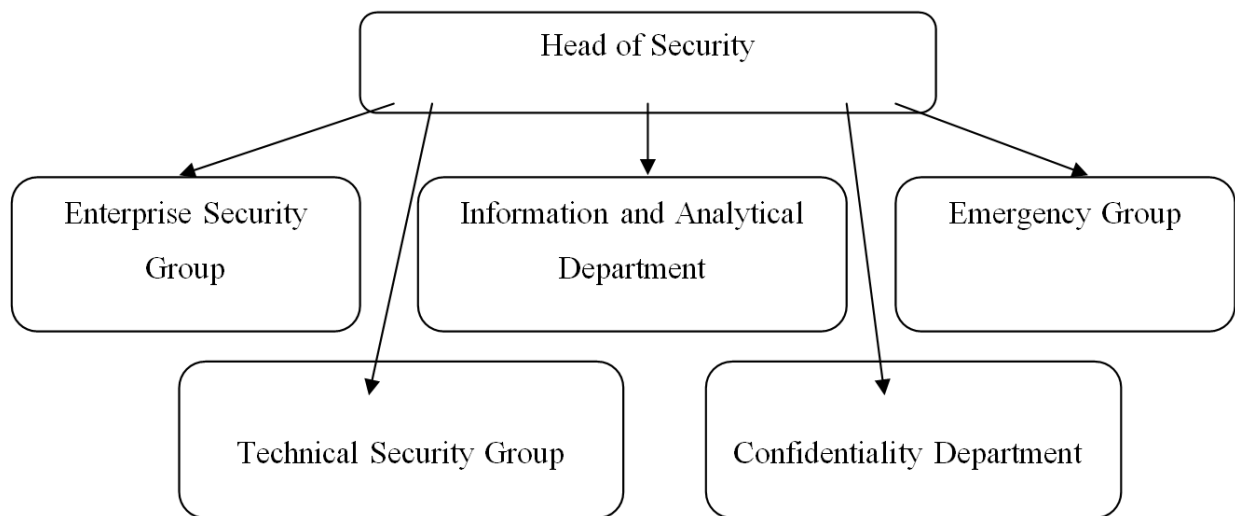 Head of Security
Enterprise Security
Group
Information and Analytical
Department
Emergency Group
Technical Security Group
Confidentiality Department